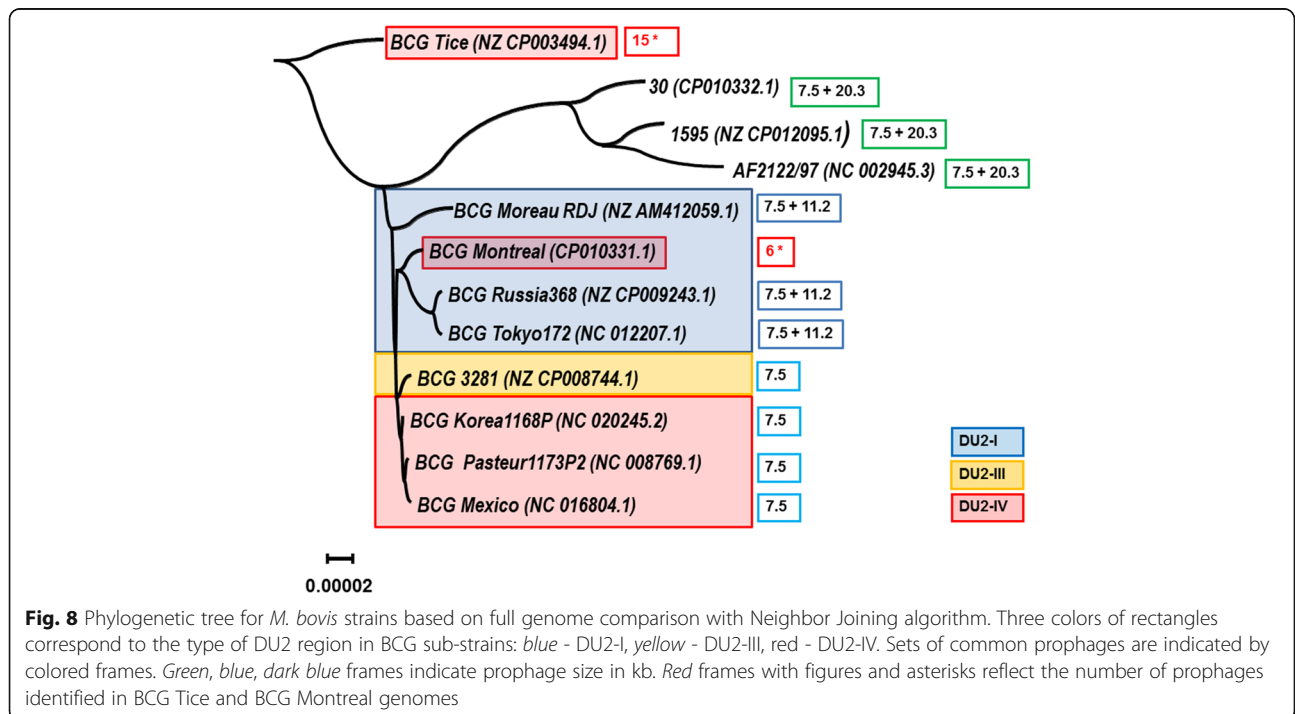 BCG Tice (NZ CP003494.1) 15*
30 (CP010332.1) 7.5 + 20.3
1595 (NZ CP012095.1) 7.5 + 20.3
AF2122/97 (NC 002945.3) 7.5 + 20.3
BCG Moreau RDJ (NZ AM412059.1) 7.5 + 11.2
BCG Montreal (CP010331.1) 6*
BCG Russia368 (NZ CP009243.1) 7.5 + 11.2
BCG Tokyo172 (NC 012207.1) 7.5 + 11.2
BCG 3281 (NZ CP008744.1) 7.5
BCG Korea1168P (NC 020245.2) 7.5
BCG Pasteur1173P2 (NC 008769.1) 7.5
BCG Mexico (NC 016804.1) 7.5
DU2-I
DU2-III
DU2-IV
0.00002
Fig. 8 Phylogenetic tree for M. bovis strains based on full genome comparison with Neighbor Joining algorithm. Three colors of rectangles
correspond to the type of DU2 region in BCG sub-strains: blue - DU2-I, yellow - DU2-III, red - DU2-IV. Sets of common prophages are indicated by
colored frames. Green, blue, dark blue frames indicate prophage size in kb. Red frames with figures and asterisks reflect the number of prophages
identified in BCG Tice and BCG Montreal genomes